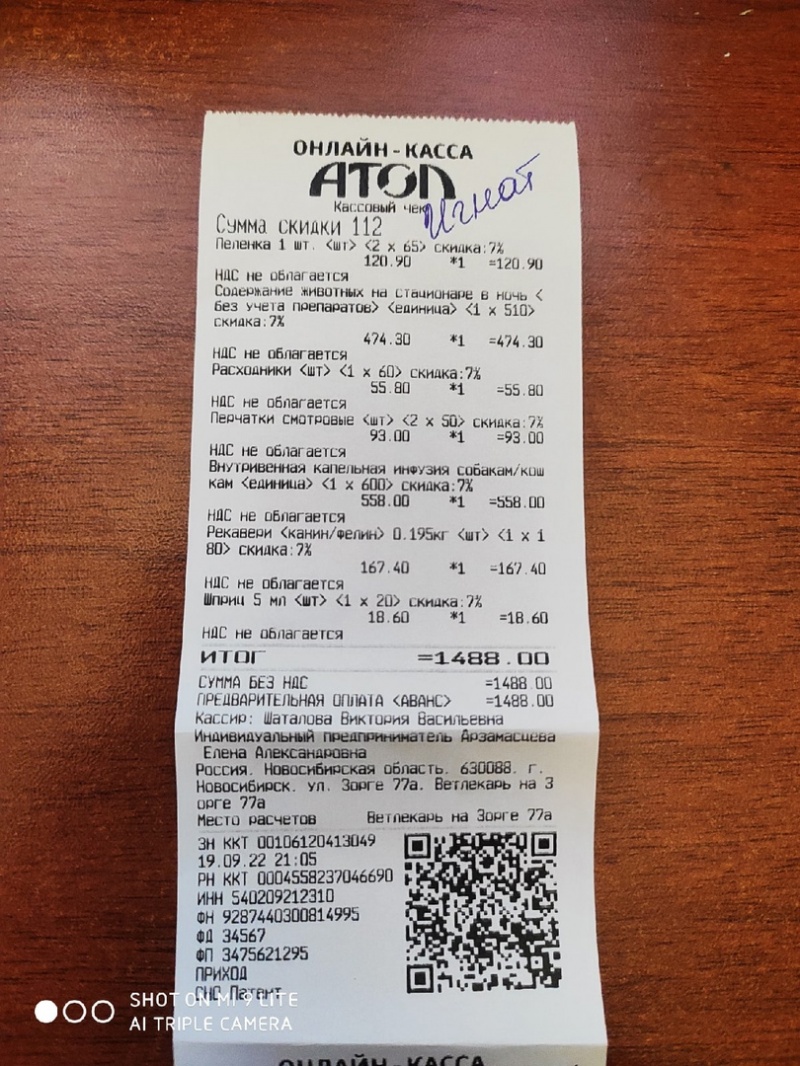 ОНЛАЙН-КАССА
АТОЛ
Кассовый чек
Игнат
Сумма скидки 112
Пеленка 1 шт. <шт> <2 x 65> скидка:7%
120.90 *1 =120.90
НДС не облагается
Содержание животных на стационаре в ночь <
без учета препаратов> <единица> <1 x 510>
скидка:7%
474.30 *1 =474.30
НДС не облагается
Расходники <шт> <1 x 60> скидка:7%
55.80 *1 =55.80
НДС не облагается
Перчатки смотровые <шт> <2 x 50> скидка:7%
93.00 *1 =93.00
НДС не облагается
Внутривенная капельная инфузия собакам/кош
кам <единица> <1 x 600> скидка:7%
558.00 *1 =558.00
НДС не облагается
Рекавери <канин/фелин> 0.195кг <шт> <1 x 1
80> скидка:7%
167.40 *1 =167.40
НДС не облагается
Шприц 5 мл <шт> <1 x 20> скидка:7%
18.60 *1 =18.60
НДС не облагается
ИТОГ =1488.00
СУММА БЕЗ НДС =1488.00
ПРЕДВАРИТЕЛЬНАЯ ОПЛАТА <АВАНС> =1488.00
Кассир: Шаталова Виктория Васильевна
Индивидуальный предприниматель Арзамасцева
Елена Александровна
Россия. Новосибирская область. 630088. г.
Новосибирск. ул. Зорге 77а. Ветлекарь на З
орге 77а
Место расчетов Ветлекарь на Зорге 77а
ЗН ККТ 00106120413049
19.09.22 21:05
РН ККТ 0004558237046690
ИНН 540209212310
ФН 9287440300814995
ФД 34567
ФП 3475621295
ПРИХОД
СНО Патент
SHOT ON MI 9 LITE
AI TRIPLE CAMERA
ОНЛАЙН-КАССА